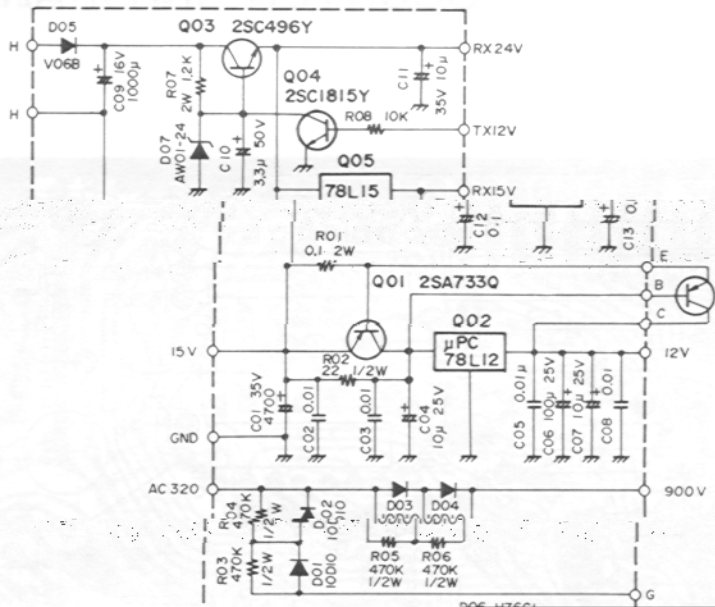 Q03 2SC496Y
D05
V06B
H
H
C09 16V
1000μ
R07
2W 1.2K
Q04
2SC1815Y
R08 10K
D07
AW01-24
C10
3.3μ 50V
C11
35V 10μ
RX24V
TX12V
Q05
78L15
RX15V
C12
0.1
C13 0.1
R01
0.1 2W
Q01 2SA733Q
E
B
C
Q02
μPC
78L12
15V
12V
R02
22 1/2W
C01 35V
4700
C02 0.01
C03 0.01
C04
10μ 25V
C05 0.01μ
C06 100μ 25V
C07 10μ 25V
C08 0.01
GND
AC320
900V
R04
470K
1/2W
D02
10D10
D03 D04
R03
470K
1/2W
D01
10D10
R05
470K
1/2W
R06
470K
1/2W
G